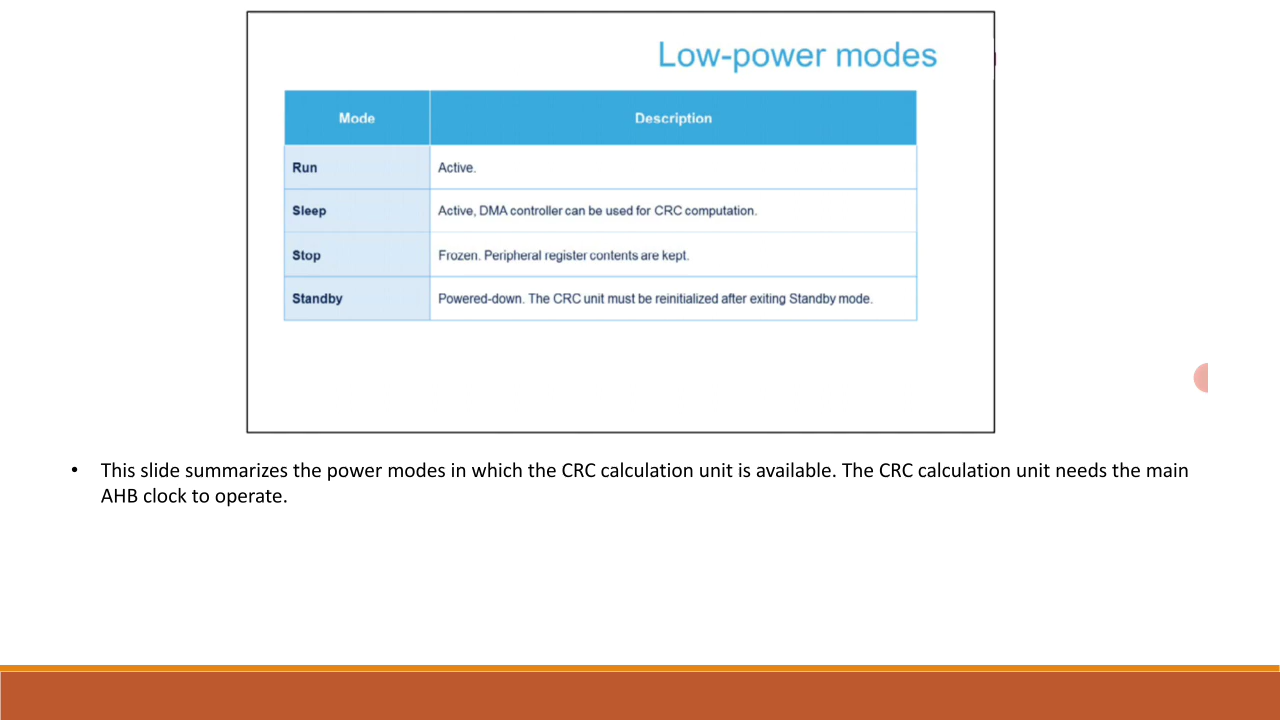 Low-power modes
Mode Description
Run Active.
Sleep Active, DMA controller can be used for CRC computation.
Stop Frozen. Peripheral register contents are kept.
Standby Powered-down. The CRC unit must be reinitialized after exiting Standby mode.
• This slide summarizes the power modes in which the CRC calculation unit is available. The CRC calculation unit needs the main
AHB clock to operate.